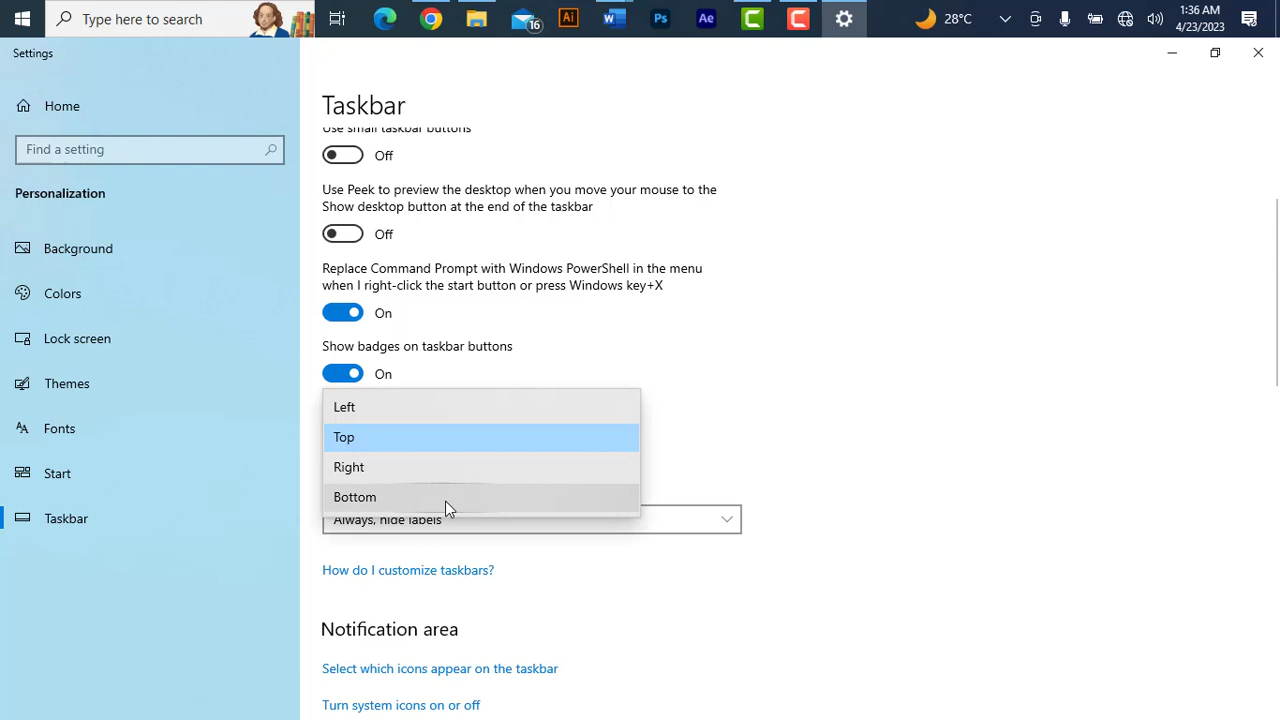 Type here to search
16
Ai
W
Ps
Ae
C
C
28°C
1:36 AM
4/23/2023
Settings
Home
Find a setting
Personalization
Background
Colors
Lock screen
Themes
Fonts
Start
Taskbar
Taskbar
Use small taskbar buttons
Off
Use Peek to preview the desktop when you move your mouse to the
Show desktop button at the end of the taskbar
Off
Replace Command Prompt with Windows PowerShell in the menu
when I right-click the start button or press Windows key+X
On
Show badges on taskbar buttons
On
Left
Top
Right
Bottom
Always, hide labels
How do I customize taskbars?
Notification area
Select which icons appear on the taskbar
Turn system icons on or off